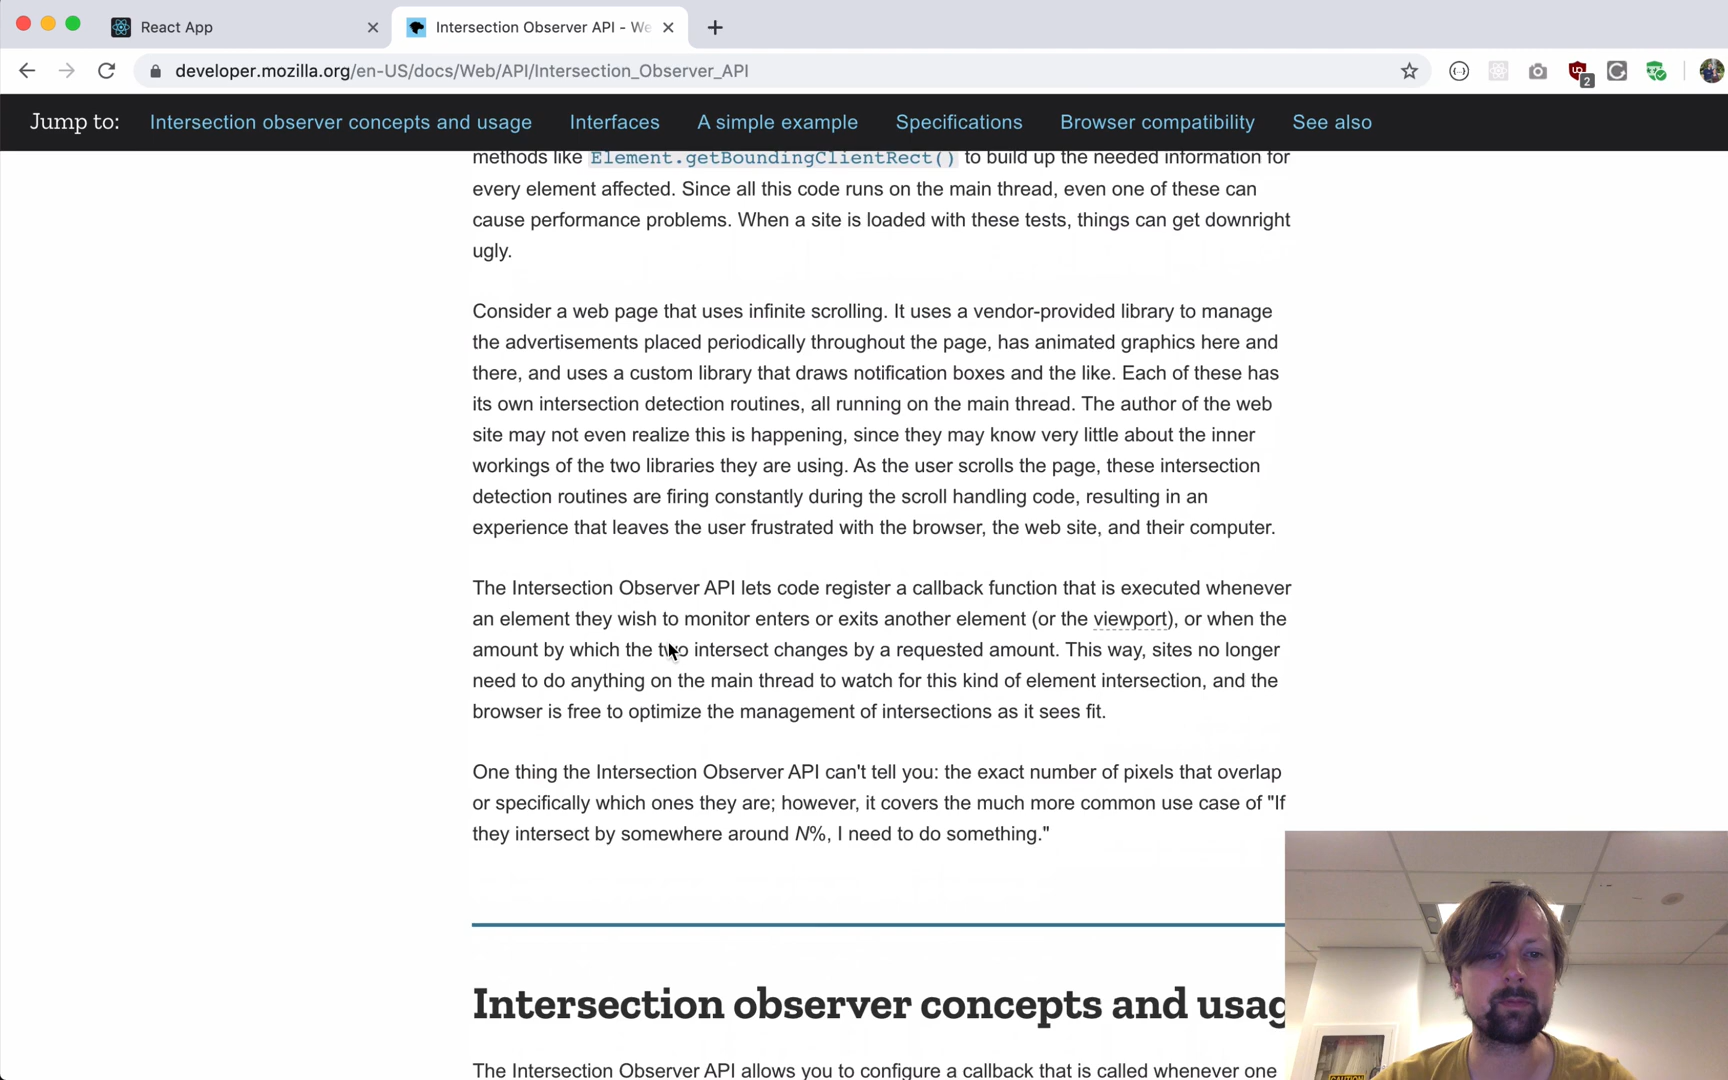 React App
Intersection Observer API - We
developer.mozilla.org/en-US/docs/Web/API/Intersection_Observer_API
2
Jump to: Intersection observer concepts and usage Interfaces A simple example Specifications Browser compatibility See also
methods like Element.getBoundingClientRect() to build up the needed information for
every element affected. Since all this code runs on the main thread, even one of these can
cause performance problems. When a site is loaded with these tests, things can get downright
ugly.
Consider a web page that uses infinite scrolling. It uses a vendor-provided library to manage
the advertisements placed periodically throughout the page, has animated graphics here and
there, and uses a custom library that draws notification boxes and the like. Each of these has
its own intersection detection routines, all running on the main thread. The author of the web
site may not even realize this is happening, since they may know very little about the inner
workings of the two libraries they are using. As the user scrolls the page, these intersection
detection routines are firing constantly during the scroll handling code, resulting in an
experience that leaves the user frustrated with the browser, the web site, and their computer.
The Intersection Observer API lets code register a callback function that is executed whenever
an element they wish to monitor enters or exits another element (or the viewport), or when the
amount by which the two intersect changes by a requested amount. This way, sites no longer
need to do anything on the main thread to watch for this kind of element intersection, and the
browser is free to optimize the management of intersections as it sees fit.
One thing the Intersection Observer API can't tell you: the exact number of pixels that overlap
or specifically which ones they are; however, it covers the much more common use case of "If
they intersect by somewhere around N%, I need to do something."
Intersection observer concepts and usag
The Intersection Observer API allows you to configure a callback that is called whenever one
CAUTION